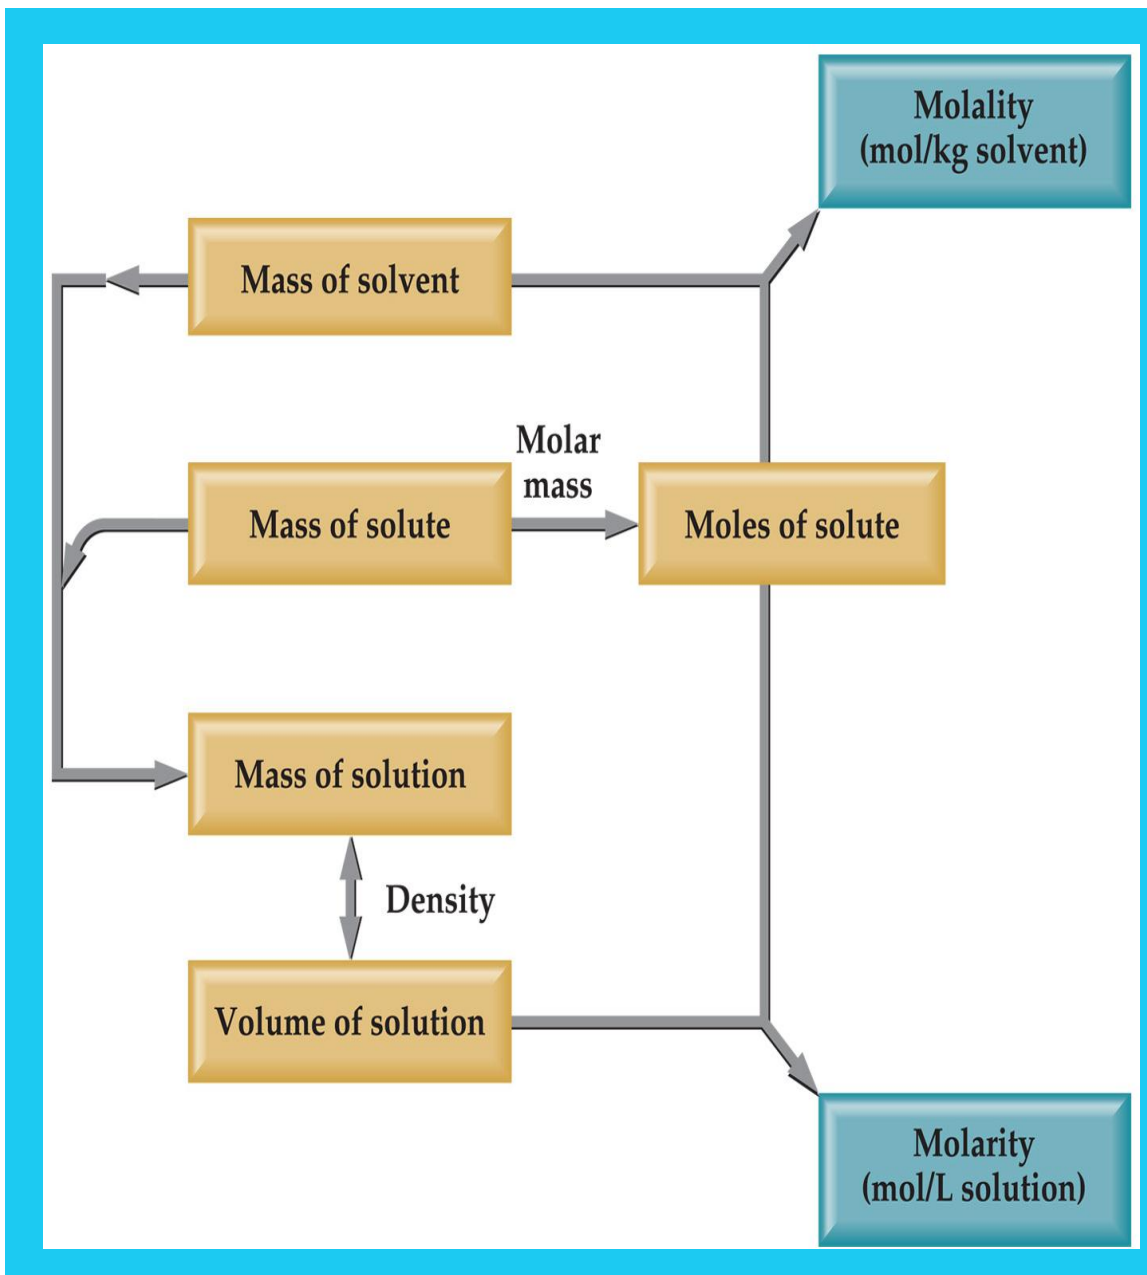 Molality
(mol/kg solvent)
Mass of solvent
Molar
mass
Mass of solute
Moles of solute
Mass of solution
Density
Volume of solution
Molarity
(mol/L solution)